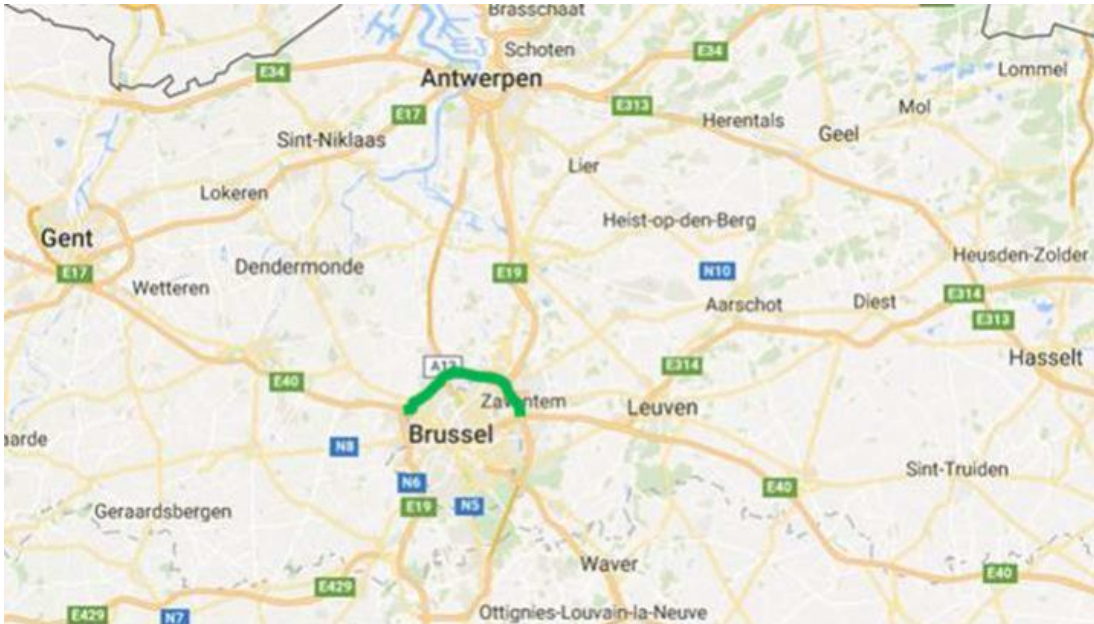 Brasschaat
Schoten
E34
Lommel
E34
Antwerpen
E17
E313
Mol
Herentals
Geel
Sint-Niklaas
Lier
Lokeren
Heist-op-den-Berg
Gent
Heusden-Zolder
E17
Dendermonde
E19
N10
Wetteren
Aarschot
Diest
E314
E313
Hasselt
E314
E40
Zaventem
Leuven
Brussel
aarde
N8
Sint-Truiden
N6
E40
E19
N5
Geraardsbergen
Waver
E40
E429
E429
N7
Ottignies-Louvain-la-Neuve